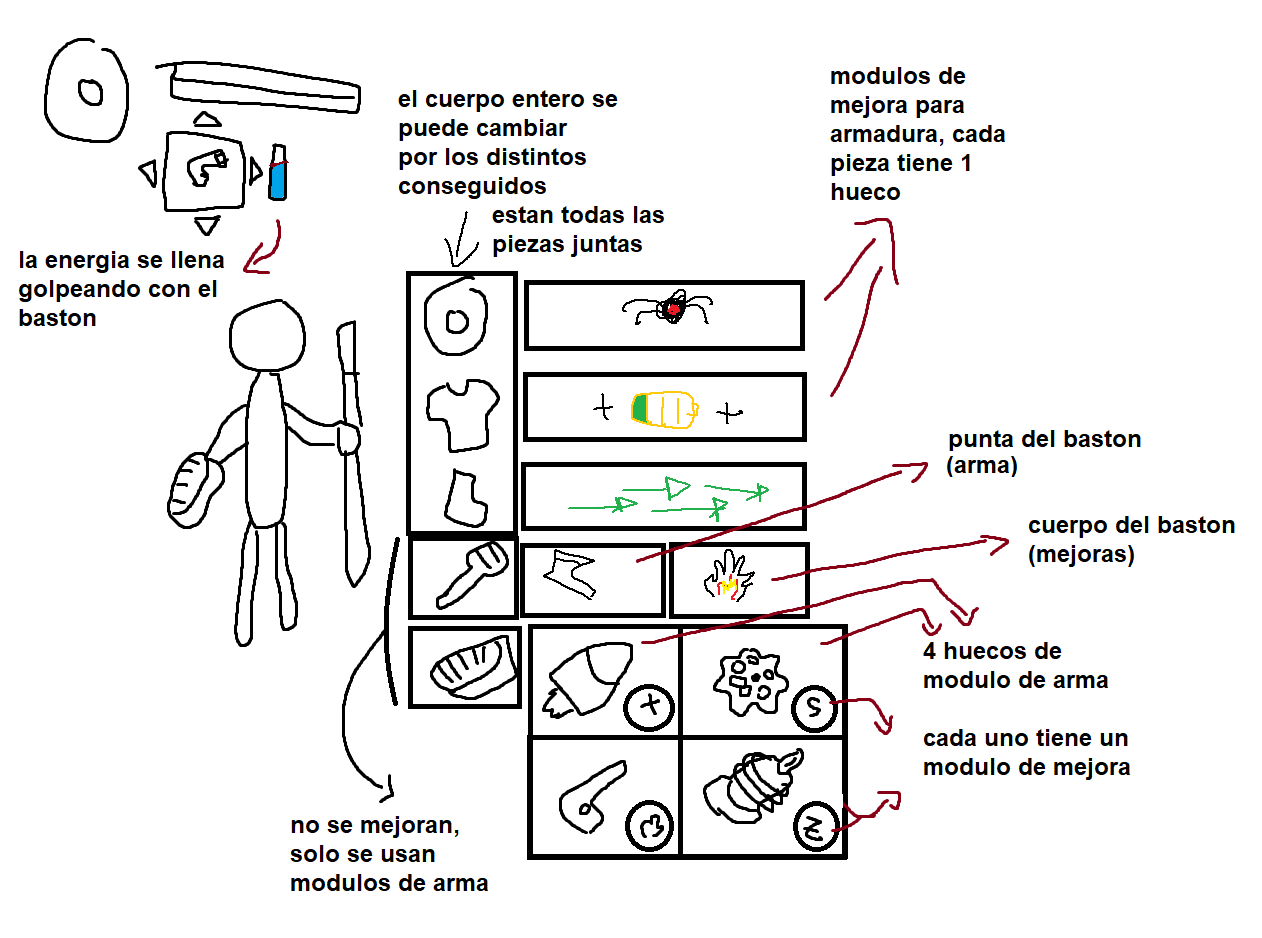 el cuerpo entero se
puede cambiar
por los distintos
conseguidos
estan todas las
piezas juntas
modulos de
mejora para
armadura, cada
pieza tiene 1
hueco
la energia se llena
golpeando con el
baston
punta del baston
(arma)
cuerpo del baston
(mejoras)
4 huecos de
modulo de arma
cada uno tiene un
modulo de mejora
no se mejoran,
solo se usan
modulos de arma